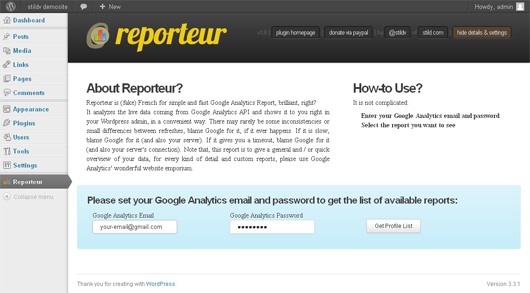 stildv demosite + New Howdy, admin
Dashboard
Posts
Media
Links
Pages
Comments
Appearance
Plugins
Users
Tools
Settings
Reporteur
Collapse menu
reporteur
plugin homepage donate via paypal by @stildv of stild.com hide details & settings
About Reporteur?
Reporteur is (fake) French for simple and fast Google Analytics Report, brilliant, right?
It analyzes the live data coming from Google Analytics API and shows it to you right in
your Wordpress admin, in a convenient way. There may surely be some incosistencies or
small differences between refreshes, blame Google for it, if it ever happens. If it is slow,
blame Google for it (and also your server). If it gives you a timeout, blame Google for it
(and also your server's connection). Note that, this report is to give a general and / or quick
overview of your data, for every kind of detail and custom reports, please use Google
Analytics' wonderful website emporium.
How-to Use?
It is not complicated:
Enter your Google Analytics email and password
Select the report you want to see
Please set your Google Analytics email and password to get the list of available reports:
Google Analytics Email Google Analytics Password
your-email@gmail.com ●●●●●●●● Get Profile List
Thank you for creating with WordPress. Version 3.3.1